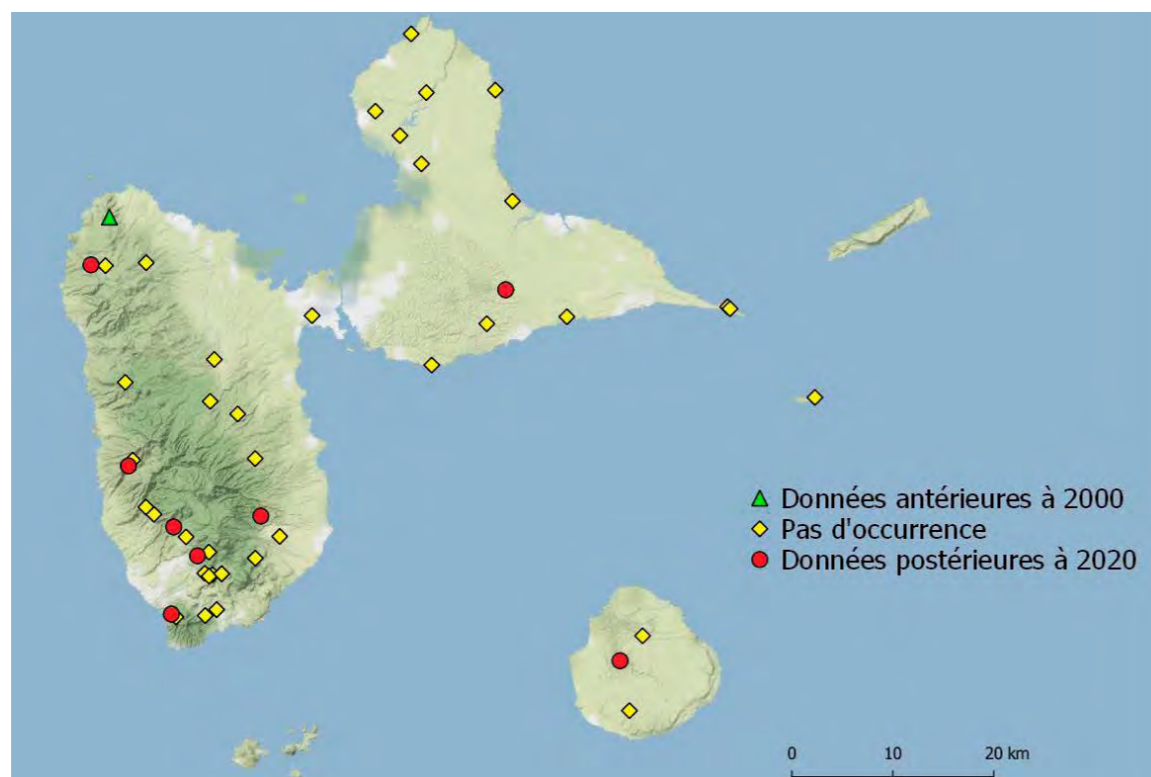 Données antérieures à 2000
Pas d'occurrence
Données postérieures à 2020
0 10 20 km